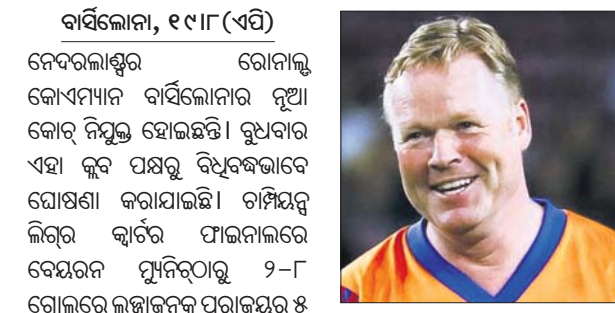 ବାର୍ସିଲୋନା, ୧୯।୮(ଏପି)
ନେଦରଲାଣ୍ଡ୍ସର ରୋନାଲ୍ଡ
କୋଏମ୍ୟାନ ବାର୍ସିଲୋନାର ନୂଆ
କୋଚ୍ ନିଯୁକ୍ତ ହୋଇଛନ୍ତି। ବୁଧବାର
ଏହା କ୍ଲବ ପକ୍ଷରୁ ବିଧିବଦ୍ଧଭାବେ
ଘୋଷଣା କରାଯାଇଛି। ଚାମ୍ପିୟନ୍ସ
ଲିଗ୍‌ର କ୍ୱାର୍ଟର ଫାଇନାଲରେ
ବେୟରନ ମ୍ୟୁନିଚ୍‌ଠାରୁ ୨–୮
ଗୋଲରେ ଲଜ୍ଜାଜନକ ପରାଜୟର ୫